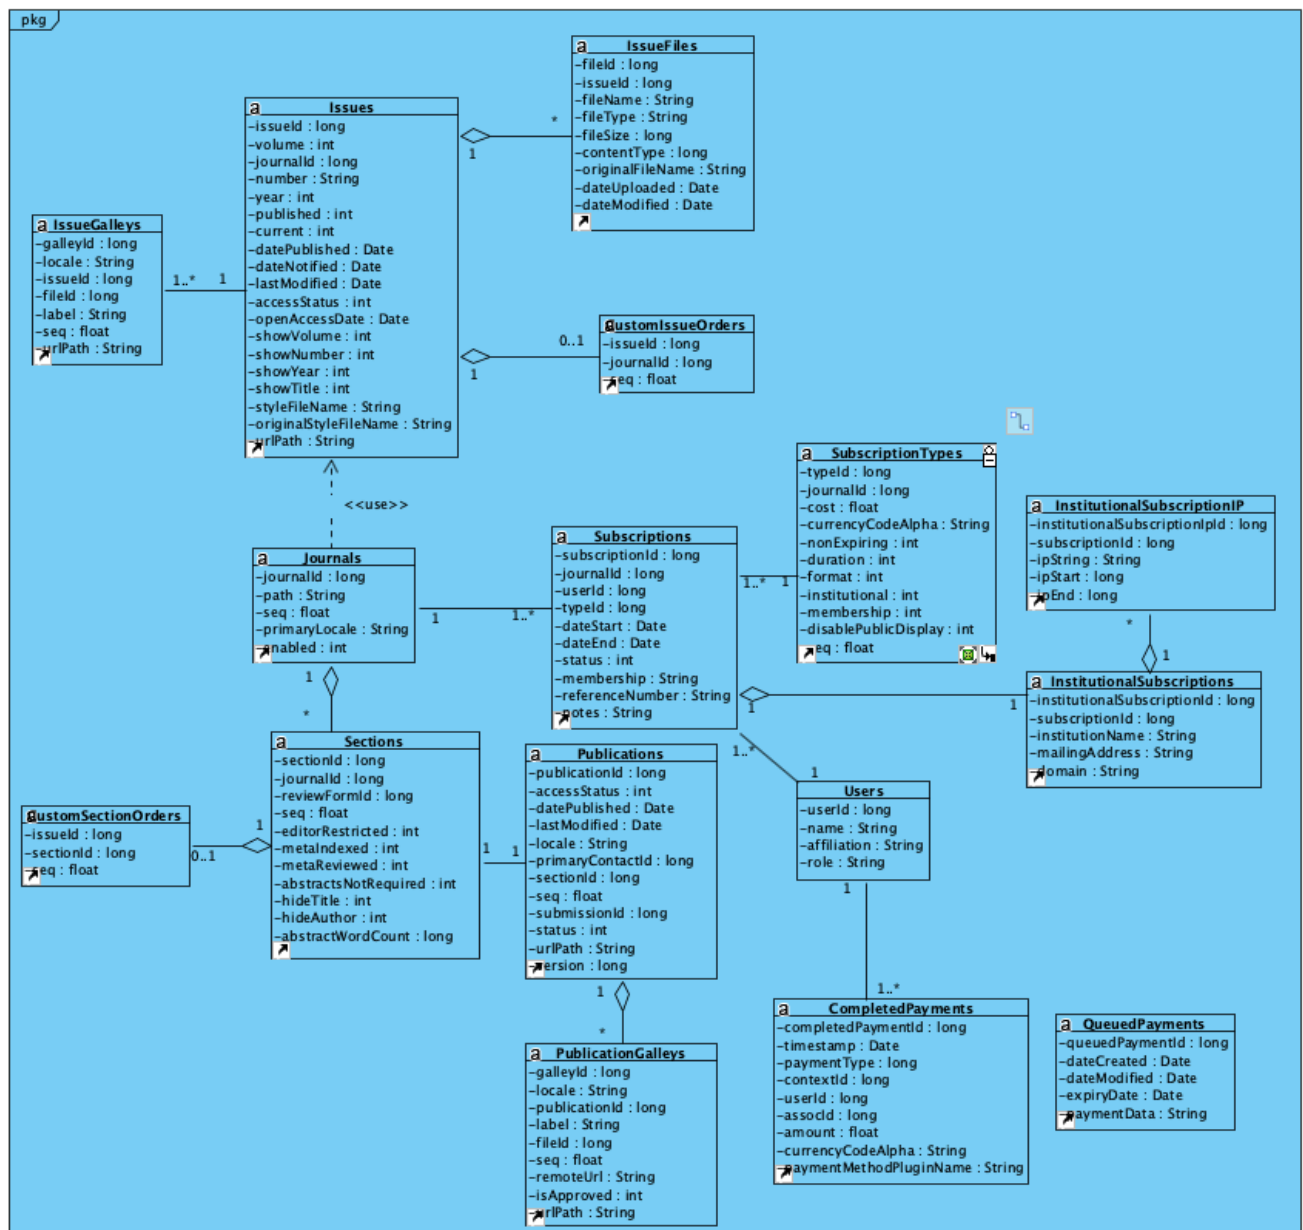 pkg
a IssueFiles
-fileId : long
-issueId : long
-fileName : String
-fileType : String
-fileSize : long
-contentType : long
-originalFileName : String
-dateUploaded : Date
-dateModified : Date
a Issues
-issueId : long
-volume : int
-journalId : long
-number : String
-year : int
-published : int
-current : int
-datePublished : Date
-dateNotified : Date
-lastModified : Date
-accessStatus : int
-openAccessDate : Date
-showVolume : int
-showNumber : int
-showYear : int
-showTitle : int
-styleFileName : String
-originalStyleFileName : String
-urlPath : String
*
1
a IssueGalleys
-galleyId : long
-locale : String
-issueId : long
-fileId : long
-label : String
-seq : float
-urlPath : String
1..* 1
CustomIssueOrders
-issueId : long
-journalId : long
-seq : float
0..1
1
<<use>>
a SubscriptionTypes
-typeId : long
-journalId : long
-cost : float
-currencyCodeAlpha : String
-nonExpiring : int
-duration : int
-format : int
-institutional : int
-membership : int
-disablePublicDisplay : int
-seq : float
a InstitutionalSubscriptionIP
-institutionalSubscriptionIpId : long
-subscriptionId : long
-ipString : String
-ipStart : long
-ipEnd : long
a Subscriptions
-subscriptionId : long
-journalId : long
-userId : long
-typeId : long
-dateStart : Date
-dateEnd : Date
-status : int
-membership : String
-referenceNumber : String
-notes : String
1..* 1
a Journals
-journalId : long
-path : String
-seq : float
-primaryLocale : String
-enabled : int
1 1..*
*
1
a InstitutionalSubscriptions
-institutionalSubscriptionId : long
-subscriptionId : long
-institutionName : String
-mailingAddress : String
-domain : String
1 1
1
*
a Sections
-sectionId : long
-journalId : long
-reviewFormId : long
-seq : float
-editorRestricted : int
-metaIndexed : int
-metaReviewed : int
-abstractsNotRequired : int
-hideTitle : int
-hideAuthor : int
-abstractWordCount : long
a Publications
-publicationId : long
-accessStatus : int
-datePublished : Date
-lastModified : Date
-locale : String
-primaryContactId : long
-sectionId : long
-seq : float
-submissionId : long
-status : int
-urlPath : String
-version : long
1..*
1
a Users
-userId : long
-name : String
-affiliation : String
-role : String
CustomSectionOrders
-issueId : long
-sectionId : long
-seq : float
1
0..1
1 1
1
1..*
1
*
a PublicationGalleys
-galleyId : long
-locale : String
-publicationId : long
-label : String
-fileId : long
-seq : float
-remoteUrl : String
-isApproved : int
-urlPath : String
a CompletedPayments
-completedPaymentId : long
-timestamp : Date
-paymentType : long
-contextId : long
-userId : long
-assocId : long
-amount : float
-currencyCodeAlpha : String
-paymentMethodPluginName : String
a QueuedPayments
-queuedPaymentId : long
-dateCreated : Date
-dateModified : Date
-expiryDate : Date
-paymentData : String